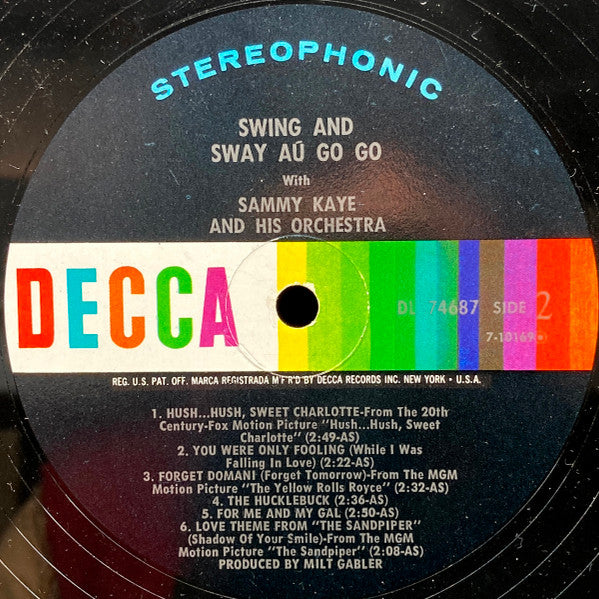 STEREOPHONIC
SWING AND
SWAY AÚ GO GO
With
SAMMY KAYE
AND HIS ORCHESTRA
DECCA
DL 74687 SIDE 2
7-10169
REG. U.S. PAT. OFF. MARCA REGISTRADA M F R'D BY DECCA RECORDS INC. NEW YORK • U.S.A.
1. HUSH...HUSH, SWEET CHARLOTTE-From The 20th
Century-Fox Motion Picture "Hush...Hush, Sweet
Charlotte" (2:49-AS)
2. YOU WERE ONLY FOOLING (While I Was
Falling In Love) (2:22-AS)
3. FORGET DOMANI (Forget Tomorrow)-From The MGM
Motion Picture "The Yellow Rolls Royce" (2:32-AS)
4. THE HUCKLEBUCK (2:36-AS)
5. FOR ME AND MY GAL (2:50-AS)
6. LOVE THEME FROM "THE SANDPIPER"
(Shadow Of Your Smile)-From The MGM
Motion Picture "The Sandpiper" (2:08-AS)
PRODUCED BY MILT GABLER